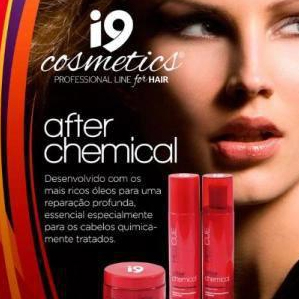 i9
cosmetics®
PROFESSIONAL LINE for HAIR
after
chemical
Desenvolvido com os
mais ricos óleos para uma
reparação profunda,
essencial especialmente
para os cabelos quimica-
mente tratados.
chemical
chemical
i9